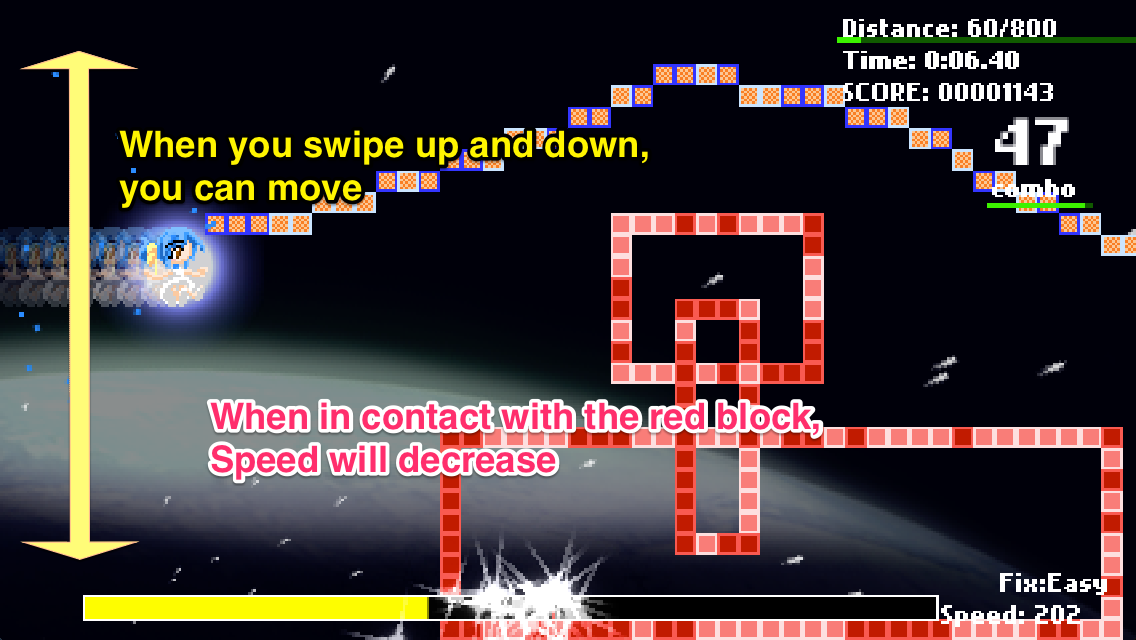 Distance: 60/800
Time: 0:06.40
SCORE: 00001143
47
combo
When you swipe up and down,
you can move
When in contact with the red block,
Speed will decrease
Fix:Easy
Speed: 202